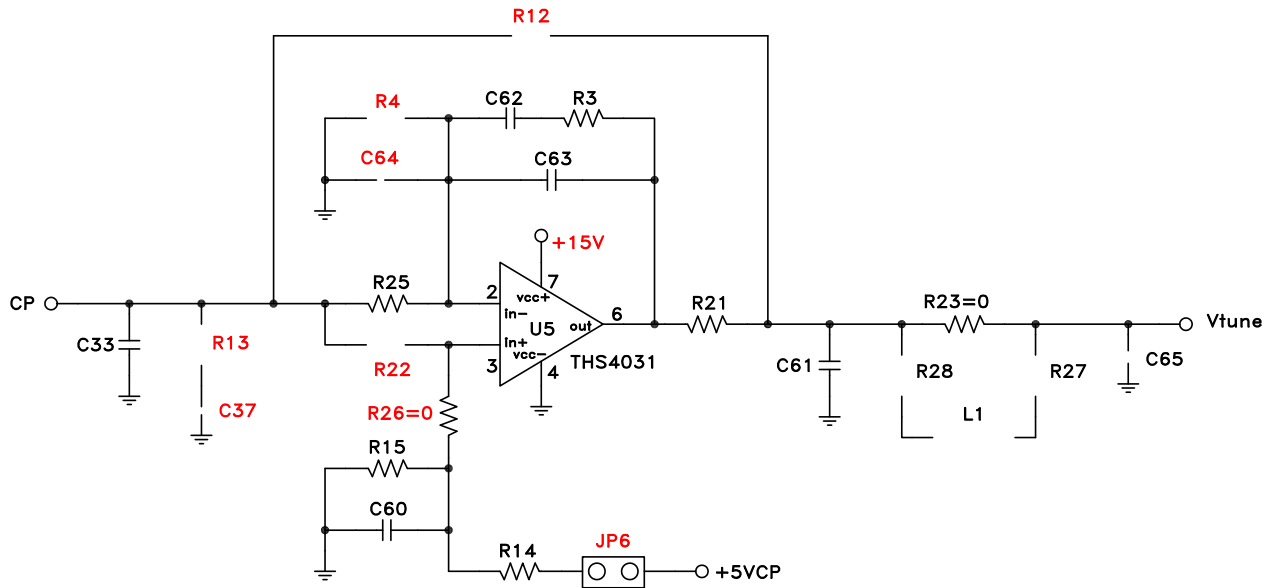 R12
R4
C62
R3
C64
C63
+15V
7
CP
R25
2
vcc+
in-
U5
out
6
R21
R23=0
Vtune
C33
R13
in+
vcc-
3
4
THS4031
R22
C61
R28
R27
C65
C37
R26=0
L1
R15
C60
R14
JP6
+5VCP